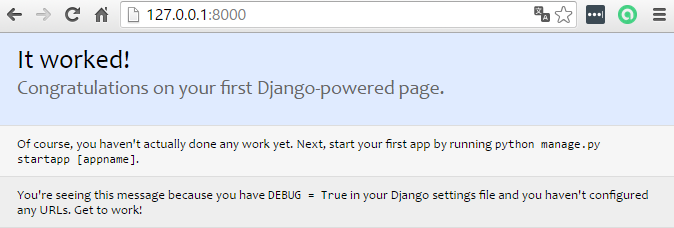 127.0.0.1:8000
It worked!
Congratulations on your first Django-powered page.
Of course, you haven't actually done any work yet. Next, start your first app by running python manage.py
startapp [appname].
You're seeing this message because you have DEBUG = True in your Django settings file and you haven't configured
any URLs. Get to work!